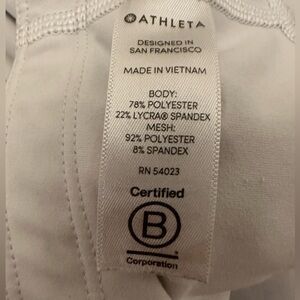 ATHLETA
DESIGNED IN
SAN FRANCISCO
MADE IN VIETNAM
BODY:
78% POLYESTER
22% LYCRA® SPANDEX
MESH:
92% POLYESTER
8% SPANDEX
RN 54023
Certified
B
Corporation